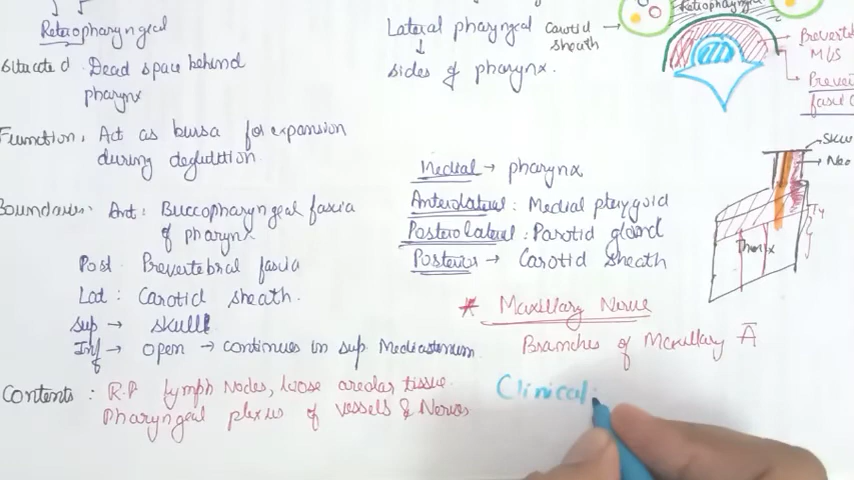 Retropharyngeal
Situated : Dead space behind
pharynx
Function : Act as bursa for expansion
during deglutition
Boundaries : Ant : Buccopharyngeal fascia
of pharynx
Post : Prevertebral fascia
Lat : Carotid sheath.
Sup → skull
Inf → open → continues in sup Mediastinum
Contents : R.P lymph Nodes, loose areolar tissue
Pharyngeal plexus of vessels & Nerves
Lateral pharyngeal
sides of pharynx.
Medial → pharynx
Anterolateral : Medial pterygoid
Posterolateral : Parotid gland
Posterior → Carotid sheath
* Maxillary Nerve
Branches of Maxillary A
Clinical :
Carotid
sheath
Retropharyngeal
Prevertebral
M/S
fascia
Skull
Thorax